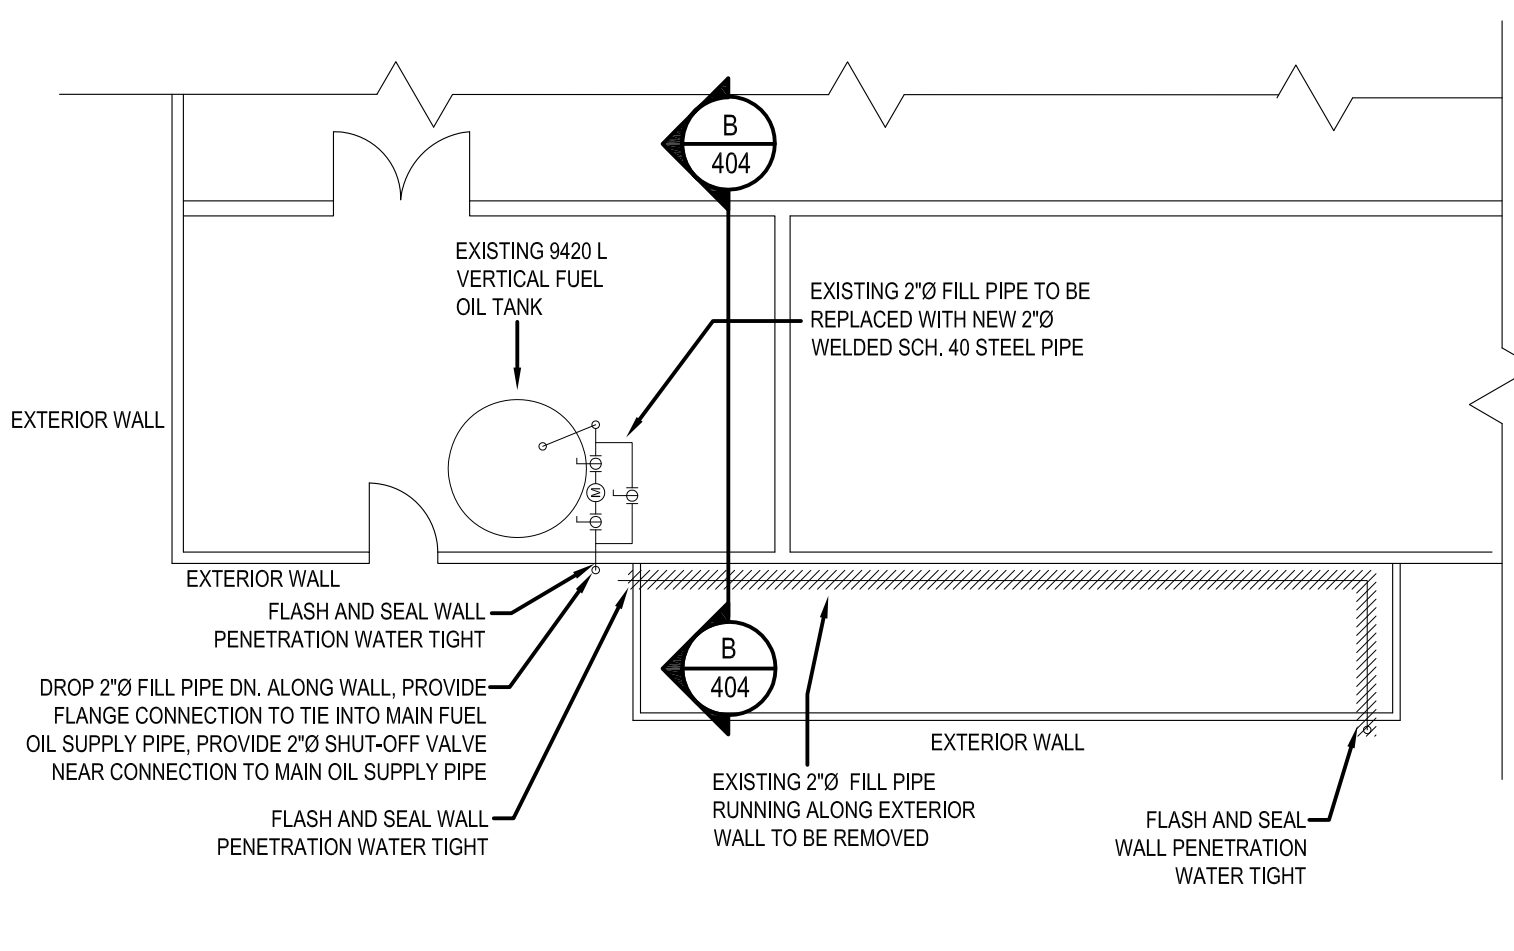 B
404
EXISTING 9420 L
VERTICAL FUEL
OIL TANK
EXISTING 2"Ø FILL PIPE TO BE
REPLACED WITH NEW 2"Ø
WELDED SCH. 40 STEEL PIPE
EXTERIOR WALL
M
EXTERIOR WALL
FLASH AND SEAL WALL
PENETRATION WATER TIGHT
DROP 2"Ø FILL PIPE DN. ALONG WALL, PROVIDE
FLANGE CONNECTION TO TIE INTO MAIN FUEL
OIL SUPPLY PIPE, PROVIDE 2"Ø SHUT-OFF VALVE
NEAR CONNECTION TO MAIN OIL SUPPLY PIPE
FLASH AND SEAL WALL
PENETRATION WATER TIGHT
B
404
EXISTING 2"Ø FILL PIPE
RUNNING ALONG EXTERIOR
WALL TO BE REMOVED
EXTERIOR WALL
FLASH AND SEAL
WALL PENETRATION
WATER TIGHT